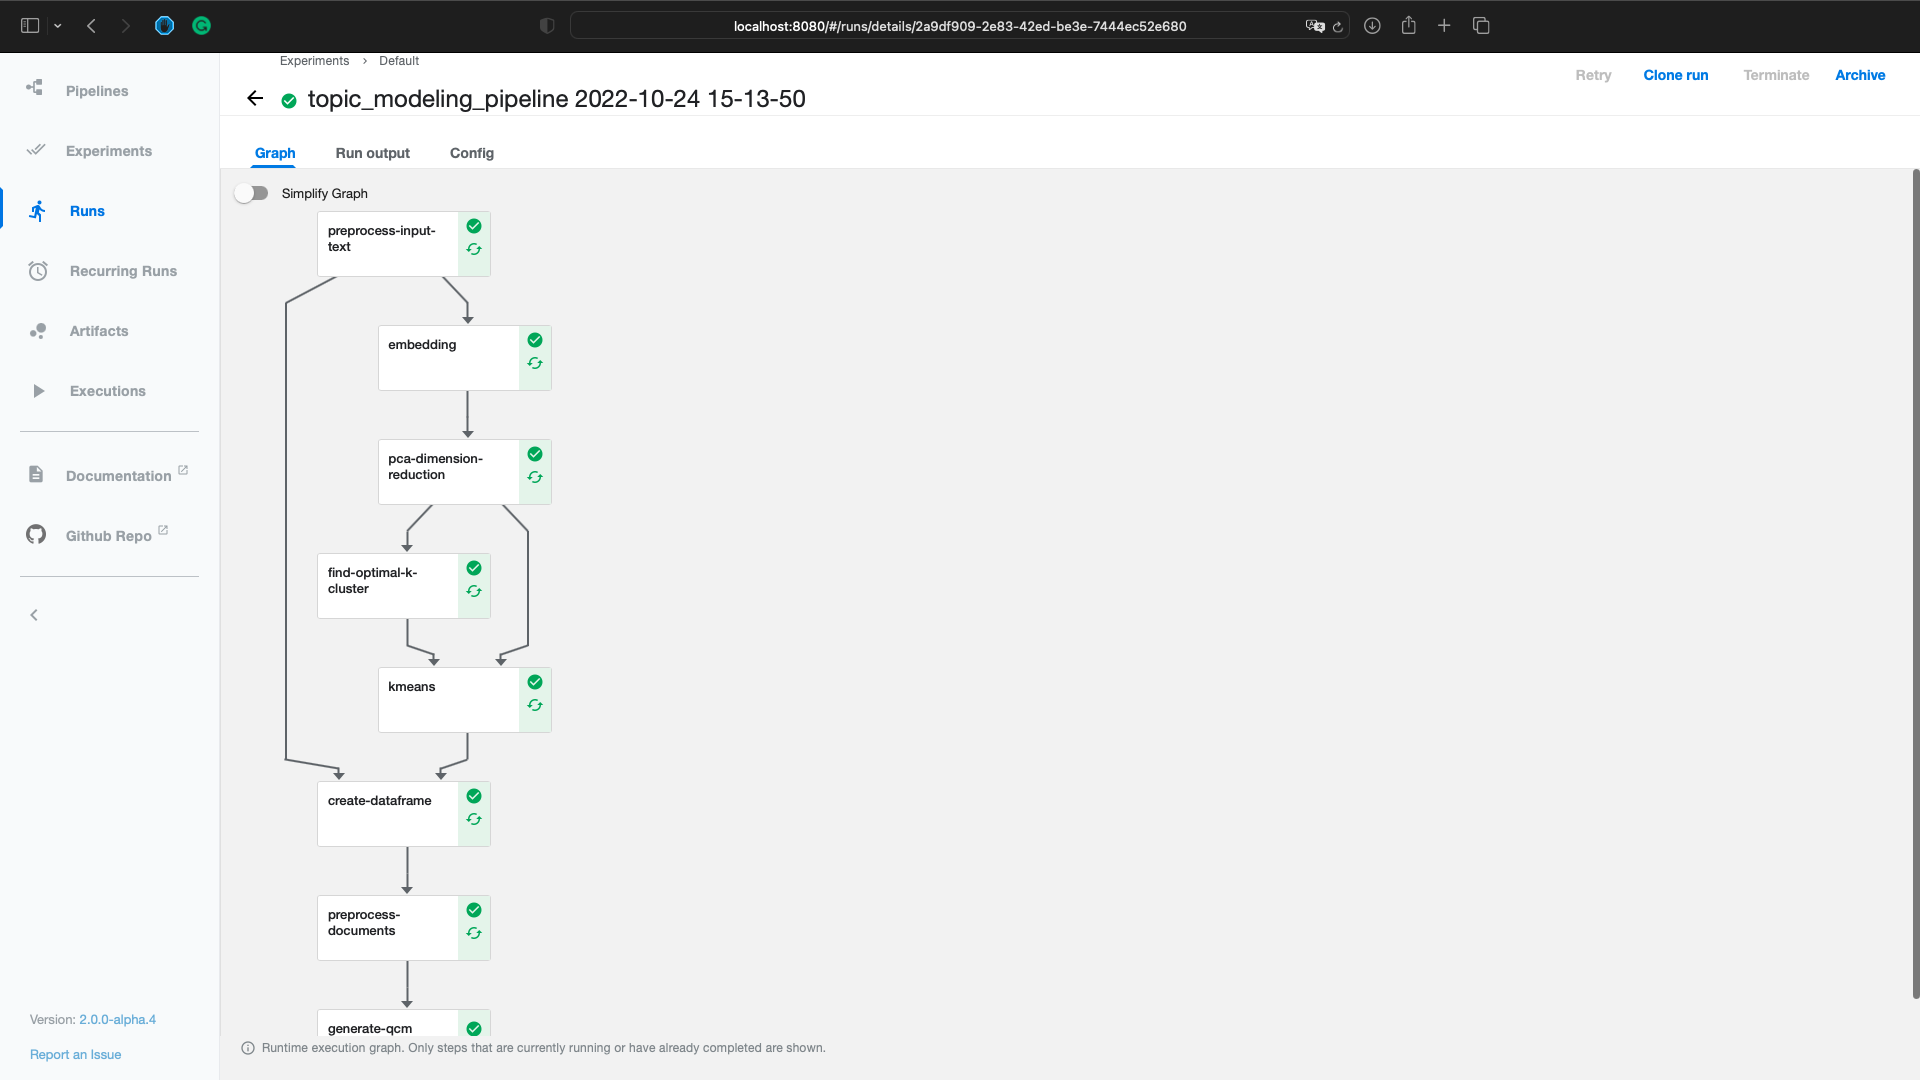 localhost:8080/#/runs/details/2a9df909-2e83-42ed-be3e-7444ec52e680
Pipelines
Experiments
Runs
Recurring Runs
Artifacts
Executions
Documentation
Github Repo
Version: 2.0.0-alpha.4
Report an Issue
Experiments > Default
topic_modeling_pipeline 2022-10-24 15-13-50
Retry Clone run Terminate Archive
Graph Run output Config
Simplify Graph
preprocess-input-
text
embedding
pca-dimension-
reduction
find-optimal-k-
cluster
kmeans
create-dataframe
preprocess-
documents
generate-qcm
Runtime execution graph. Only steps that are currently running or have already completed are shown.